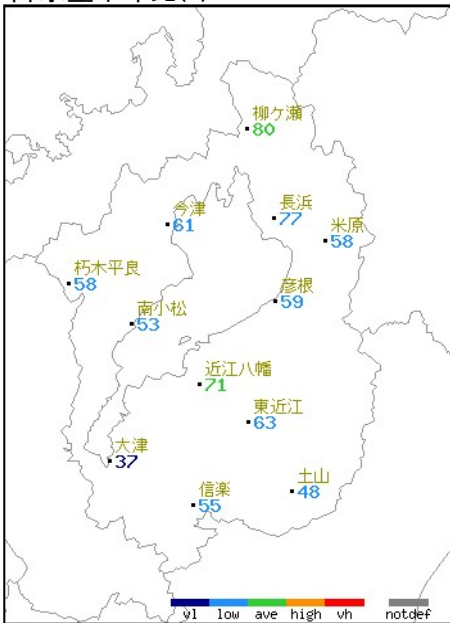 柳ケ瀬
80
今津
61
長浜
77
米原
58
朽木平良
58
彦根
59
南小松
53
近江八幡
71
東近江
63
大津
37
信楽
55
土山
48
vl low ave high vh notdef